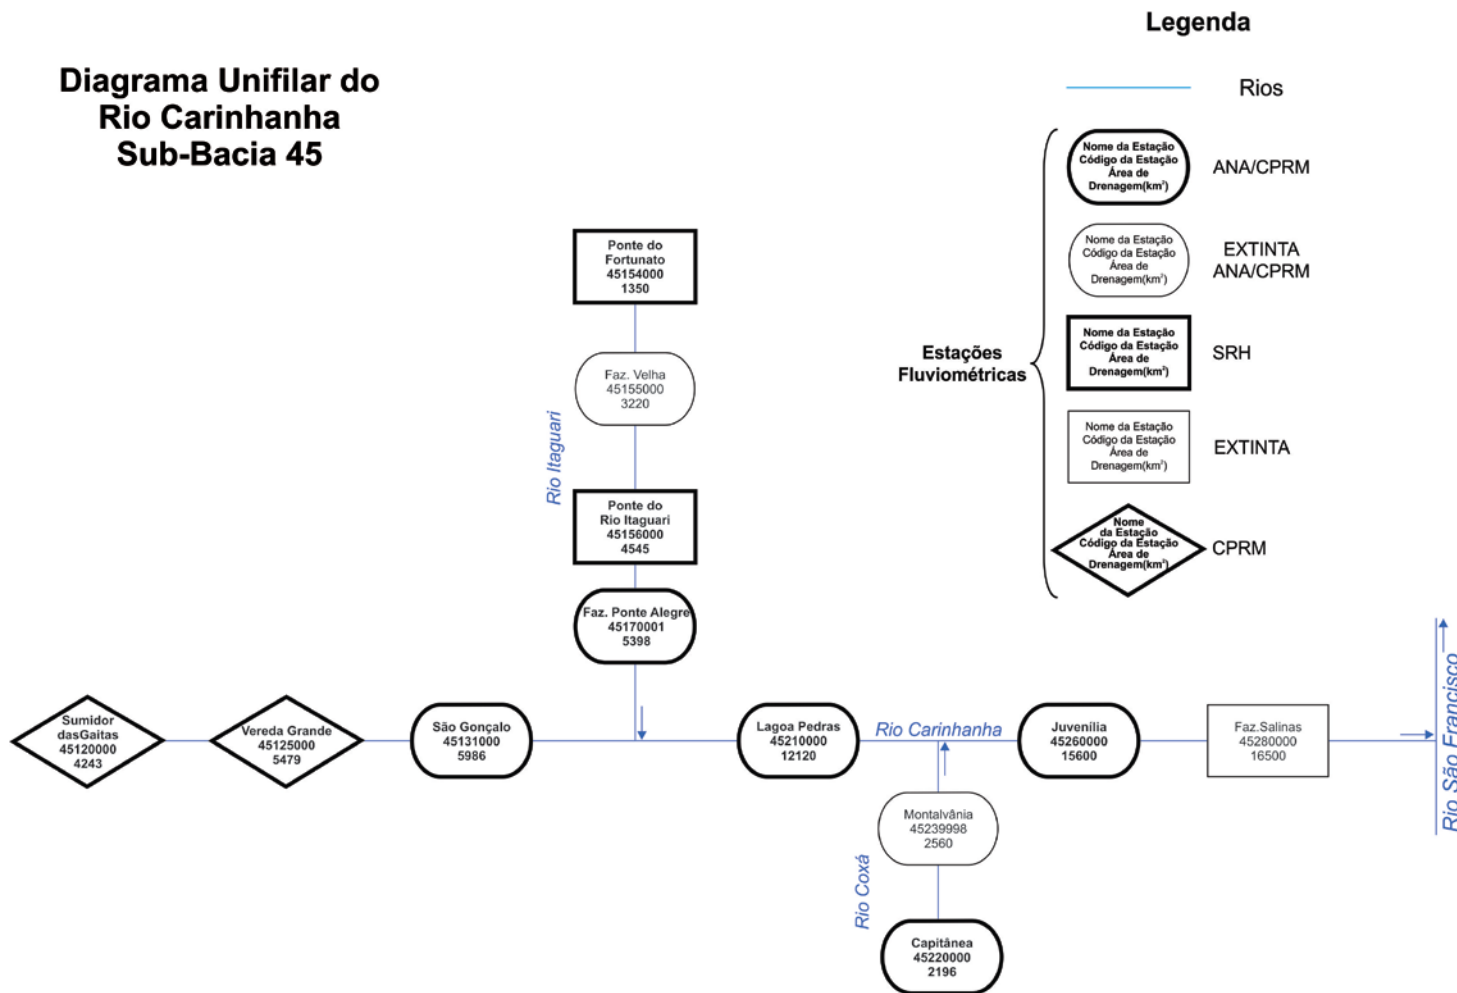 Diagrama Unifilar do
Rio Carinhanha
Sub-Bacia 45
Legenda
Rios
Nome da Estação
Código da Estação
Área de
Drenagem(km²)
ANA/CPRM
Nome da Estação
Código da Estação
Área de
Drenagem(km²)
EXTINTA
ANA/CPRM
Estações
Fluviométricas
Nome da Estação
Código da Estação
Área de
Drenagem(km²)
SRH
Nome da Estação
Código da Estação
Área de
Drenagem(km²)
EXTINTA
Nome
da Estação
Código da Estação
Área de
Drenagem(km²)
CPRM
Ponte do
Fortunato
45154000
1350
Faz. Velha
45155000
3220
Rio Itaguari
Ponte do
Rio Itaguari
45156000
4545
Faz. Ponte Alegre
45170001
5398
Sumidor
dasGaitas
45120000
4243
Vereda Grande
45125000
5479
São Gonçalo
45131000
5986
Lagoa Pedras
45210000
12120
Rio Carinhanha
Juvenília
45260000
15600
Faz.Salinas
45280000
16500
Rio São Francisco
Montalvânia
45239998
2560
Rio Coxá
Capitânea
45220000
2196